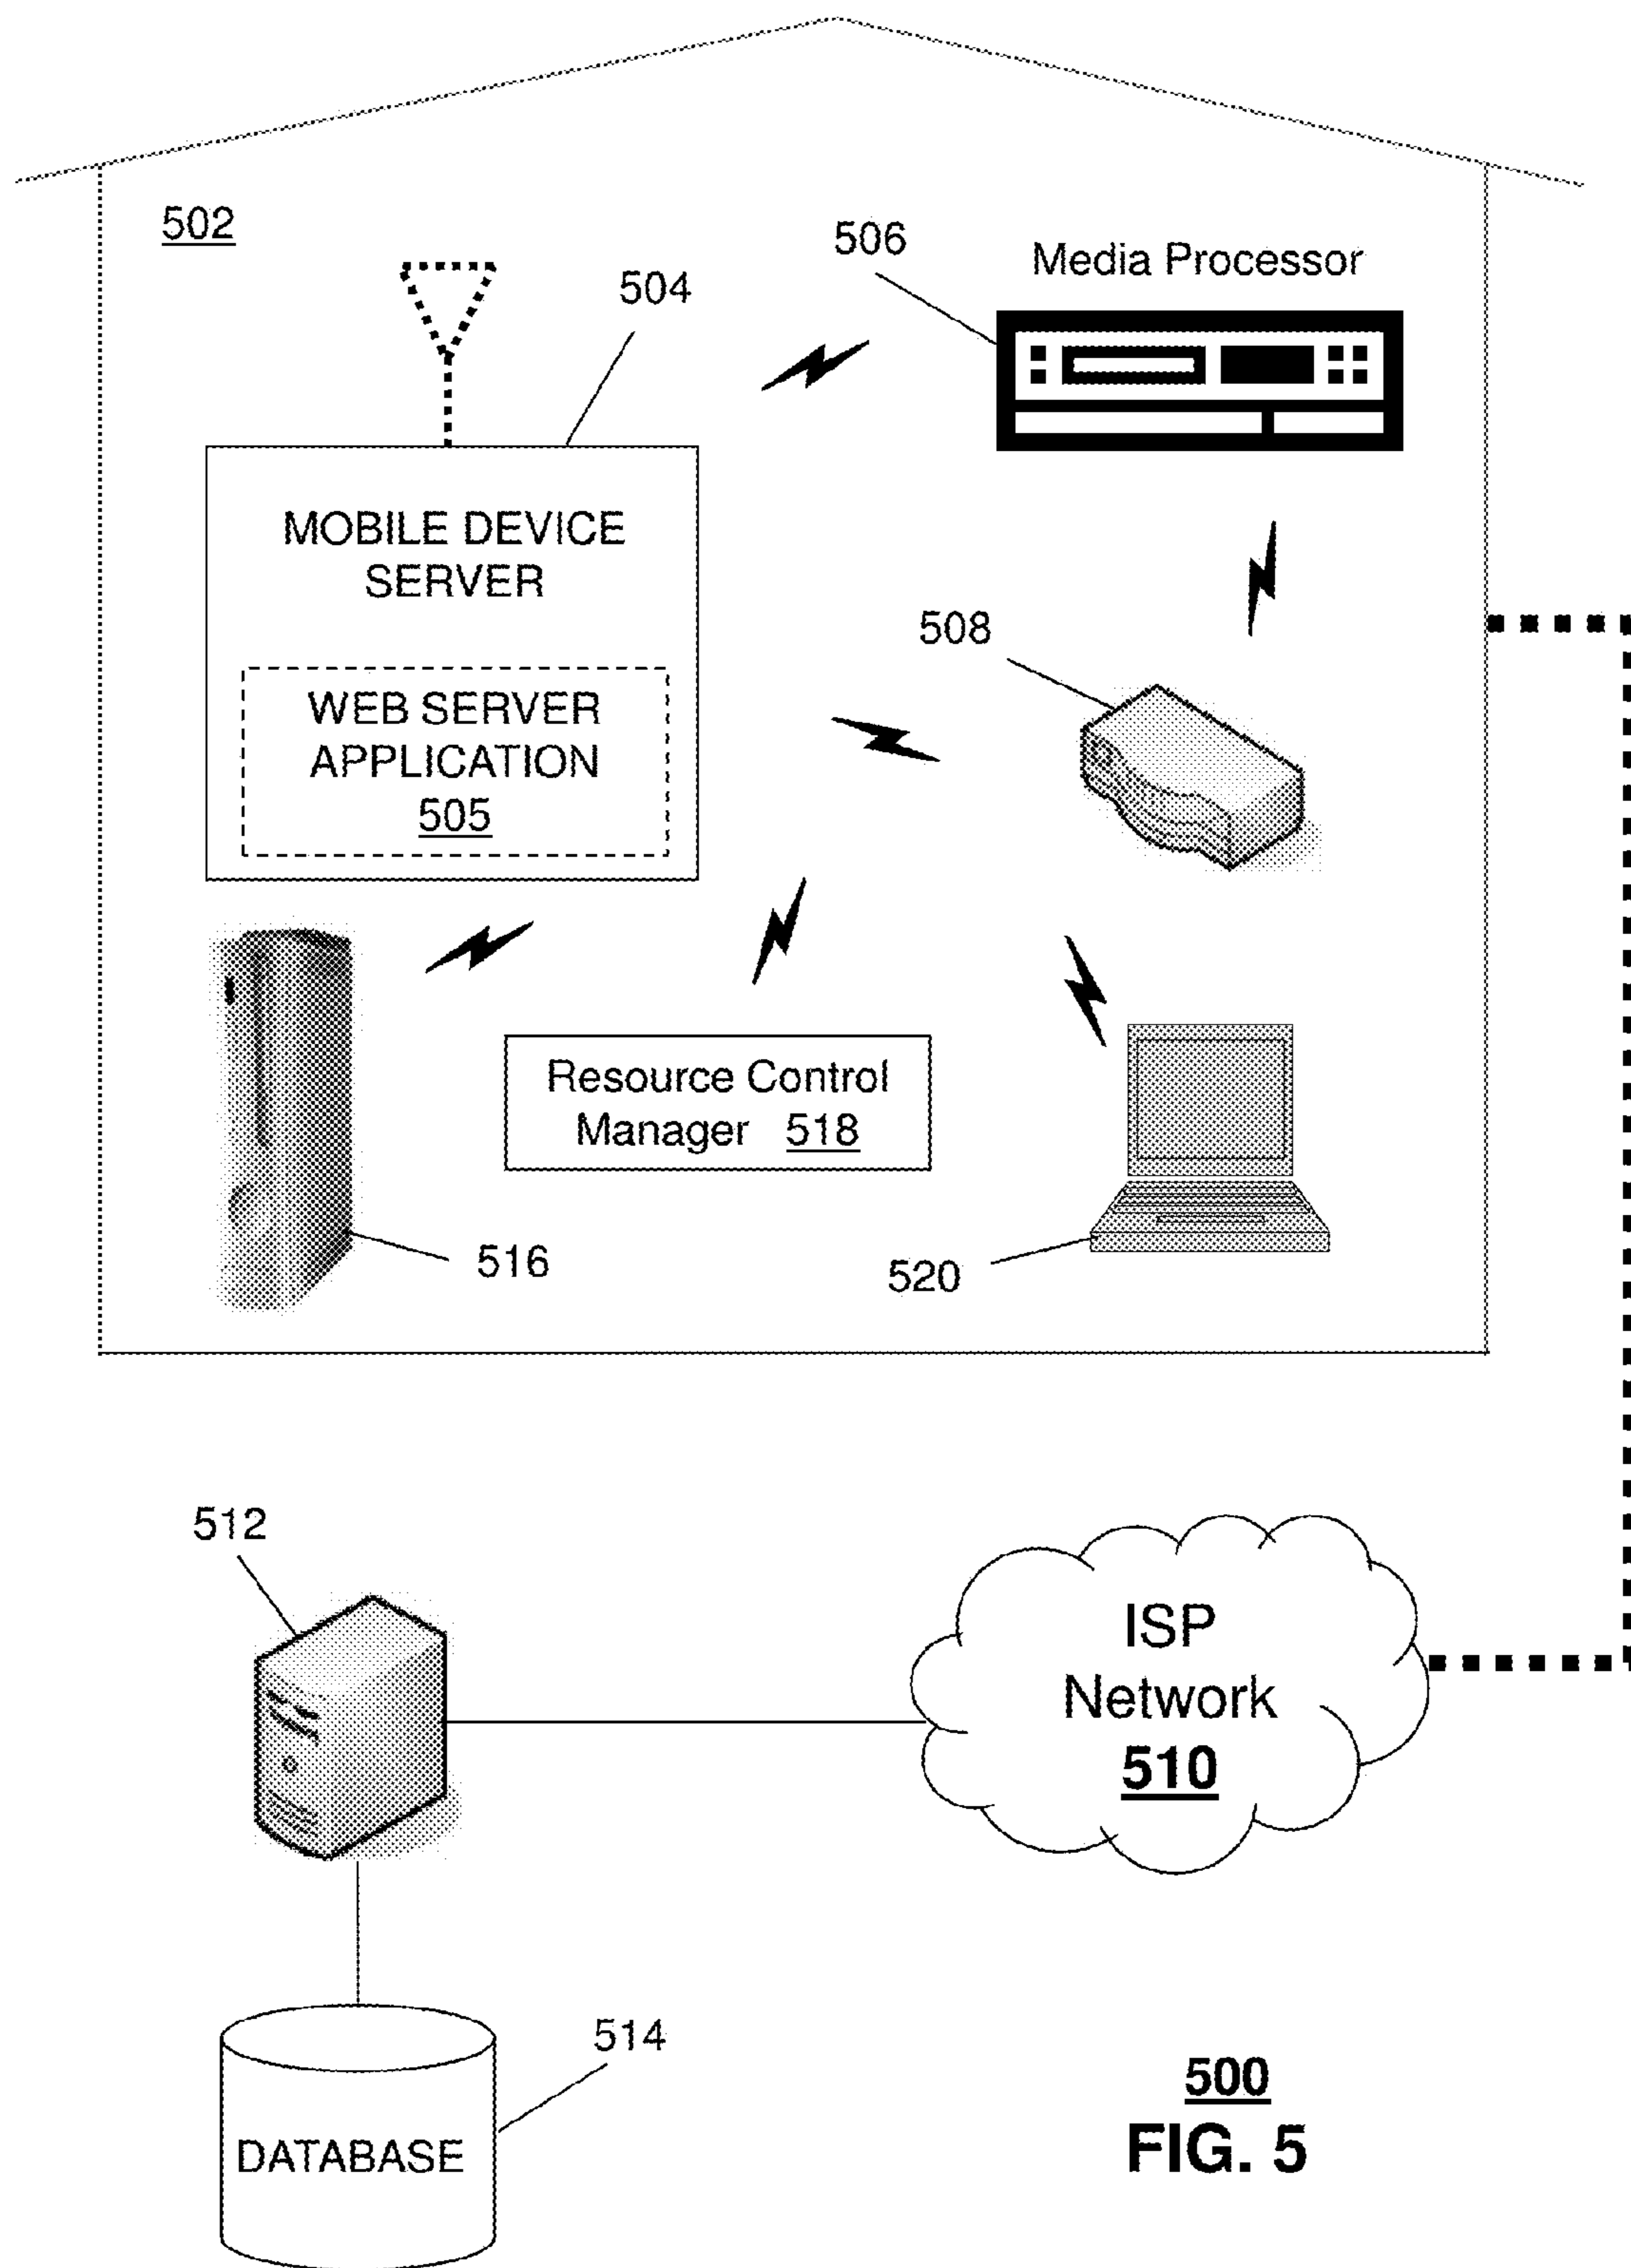 502
506
Media Processor
504
MOBILE DEVICE
SERVER
508
WEB SERVER
APPLICATION
505
Resource Control
Manager 518
516
520
512
ISP
Network
510
514
DATABASE
500
FIG. 5